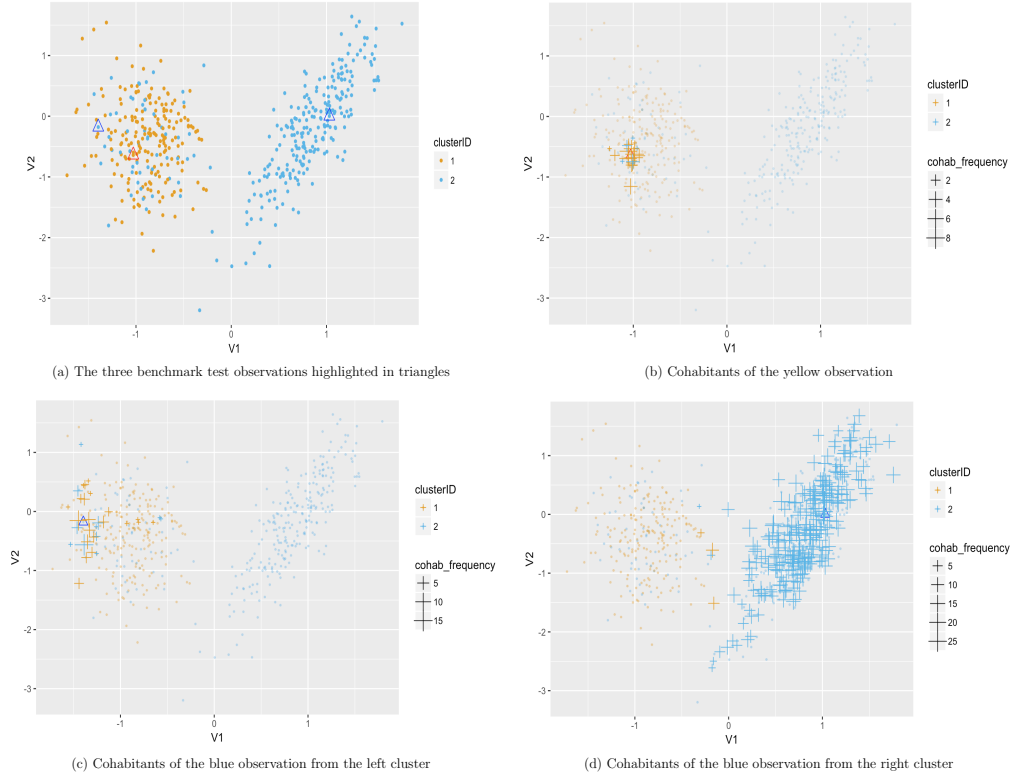 1
0
-1
-2
-3
V2
-1
0
1
V1
clusterID
1
2
(a) The three benchmark test observations highlighted in triangles
1
0
-1
-2
-3
V2
-1
0
1
V1
clusterID
1
2
cohab_frequency
2
4
6
8
(b) Cohabitants of the yellow observation
1
0
-1
-2
-3
V2
-1
0
1
V1
clusterID
1
2
cohab_frequency
5
10
15
(c) Cohabitants of the blue observation from the left cluster
1
0
-1
-2
-3
V2
-1
0
1
V1
clusterID
1
2
cohab_frequency
5
10
15
20
25
(d) Cohabitants of the blue observation from the right cluster